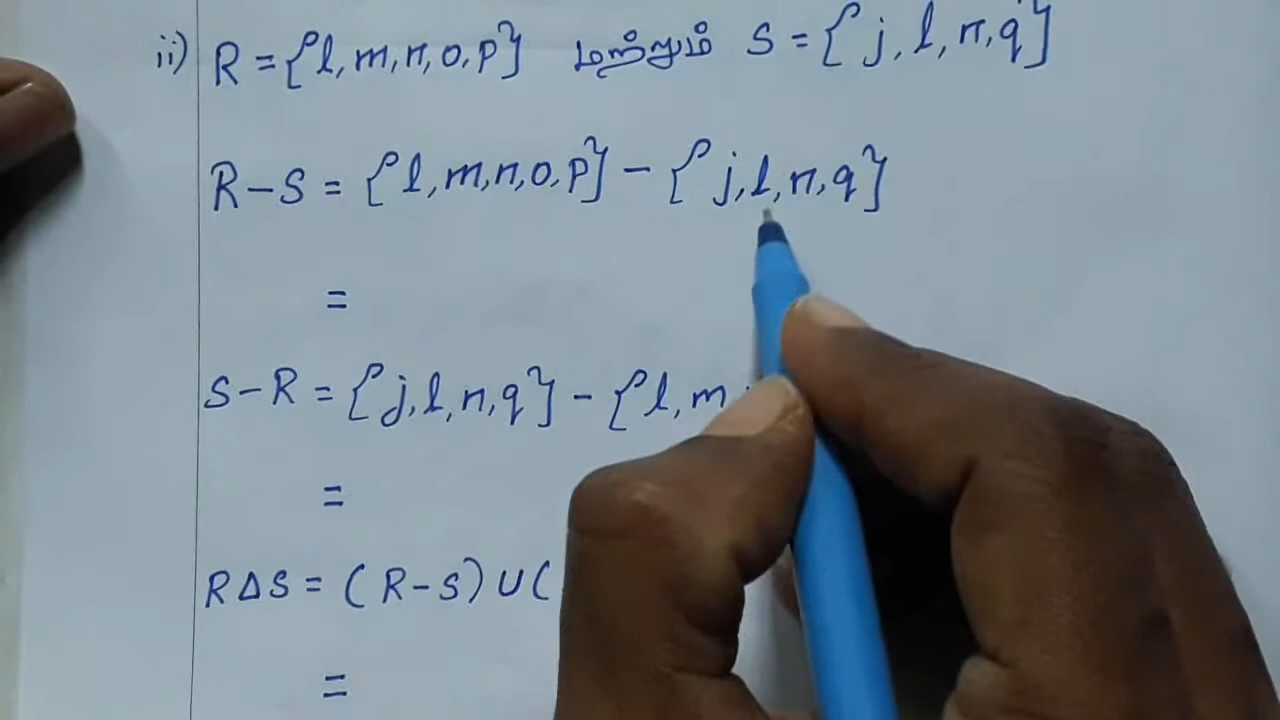 ii) R = {l, m, n, o, p} மற்றும் S = { j, l, n, q}
R - S = {l, m, n, o, p} - { j, l, n, q}
=
S - R = {j, l, n, q} - {l, m
=
R Δ S = ( R - S ) U (
=